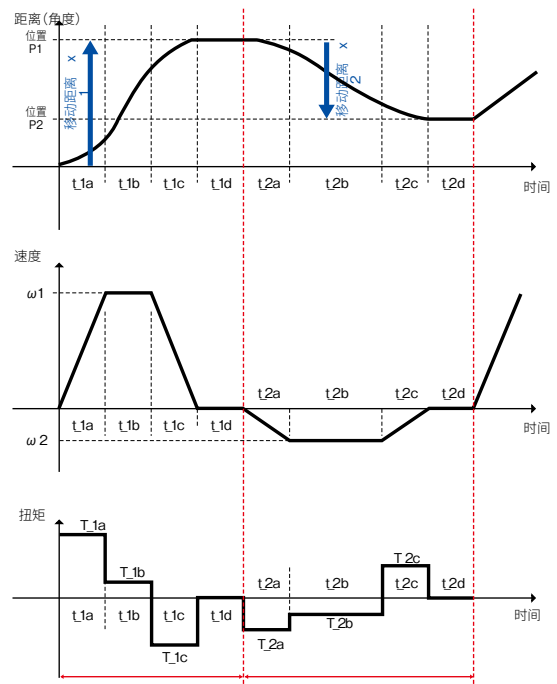 距离(角度)
位置
P1
移动距离 x
1
移动距离 x
2
位置
P2
t_1a t_1b t_1c t_1d t_2a t_2b t_2c t_2d
时间
速度
ω1
t_2a t_2b t_2c t_2d
t_1a t_1b t_1c t_1d
时间
ω2
扭矩
T_1a
T_1b
T_2c
t_2a t_2b t_2c t_2d
t_1a t_1b t_1c t_1d
时间
T_2b
T_2a
T_1c